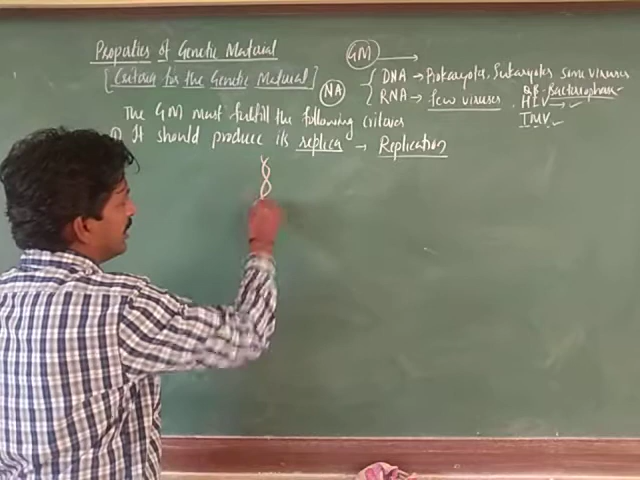 Properties of Genetic Material
[Criteria for the Genetic Material]
GM →
NA
{ DNA → Prokaryotes, Eukaryotes some viruses
RNA → few viruses,
Bacteriophage
HIV ✓
TMV ✓
The GM must fulfill the following criteria
① It should produce its replica → Replication